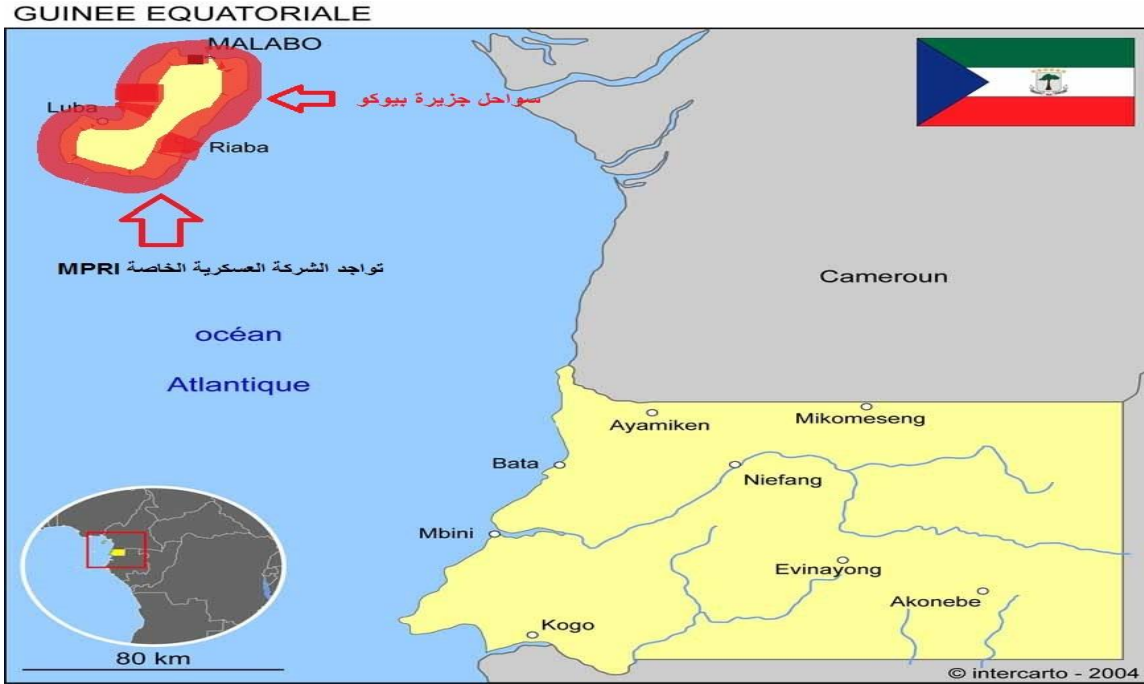 GUINEE EQUATORIALE
MALABO
سواحل جزيرة بيوكو
Luba
Riaba
تواجد الشركة العسكرية الخاصة MPRI
Cameroun
océan
Atlantique
Ayamiken
Mikomeseng
Bata
Niefang
Mbini
Evinayong
Akonebe
Kogo
80 km
© intercarto - 2004